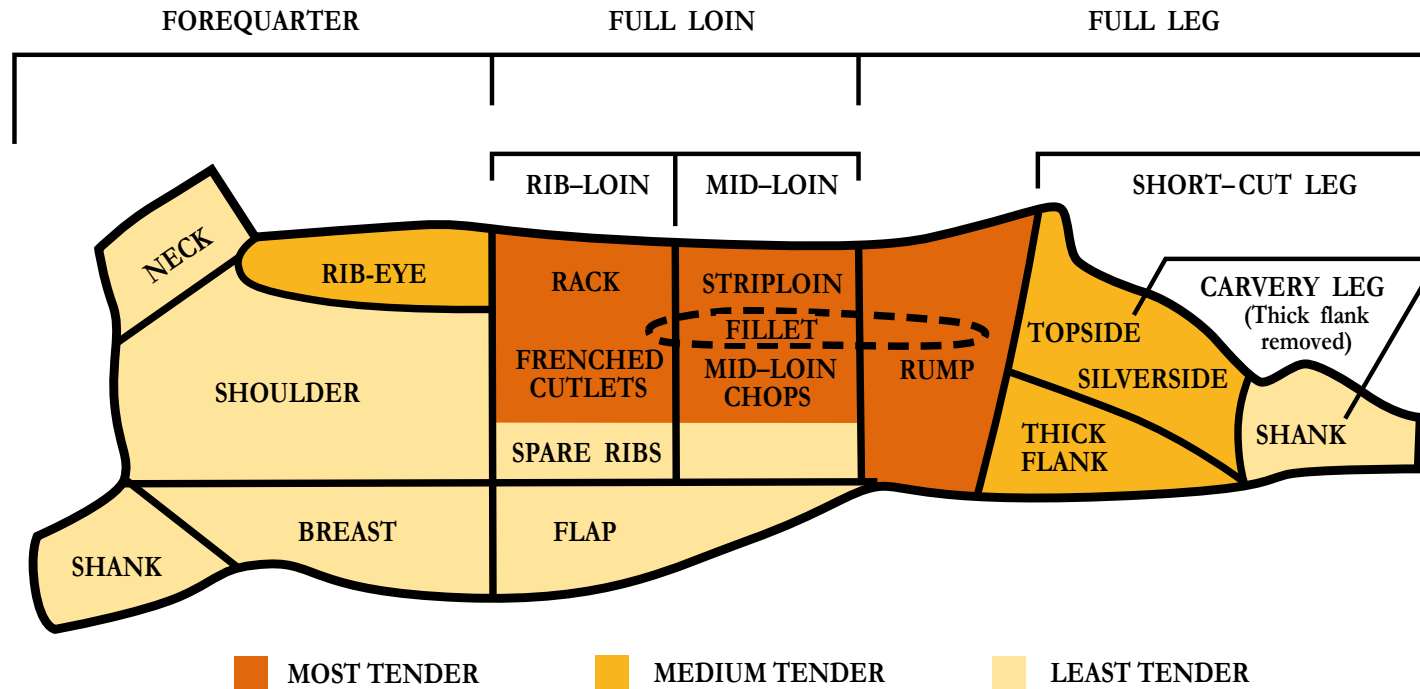 FOREQUARTER
FULL LOIN
FULL LEG
RIB–LOIN
MID–LOIN
SHORT–CUT LEG
NECK
RIB-EYE
RACK
STRIPLOIN
CARVERY LEG
(Thick flank
removed)
FILLET
TOPSIDE
SHOULDER
FRENCHED
CUTLETS
MID–LOIN
CHOPS
RUMP
SILVERSIDE
SPARE RIBS
THICK
FLANK
SHANK
BREAST
FLAP
SHANK
MOST TENDER
MEDIUM TENDER
LEAST TENDER